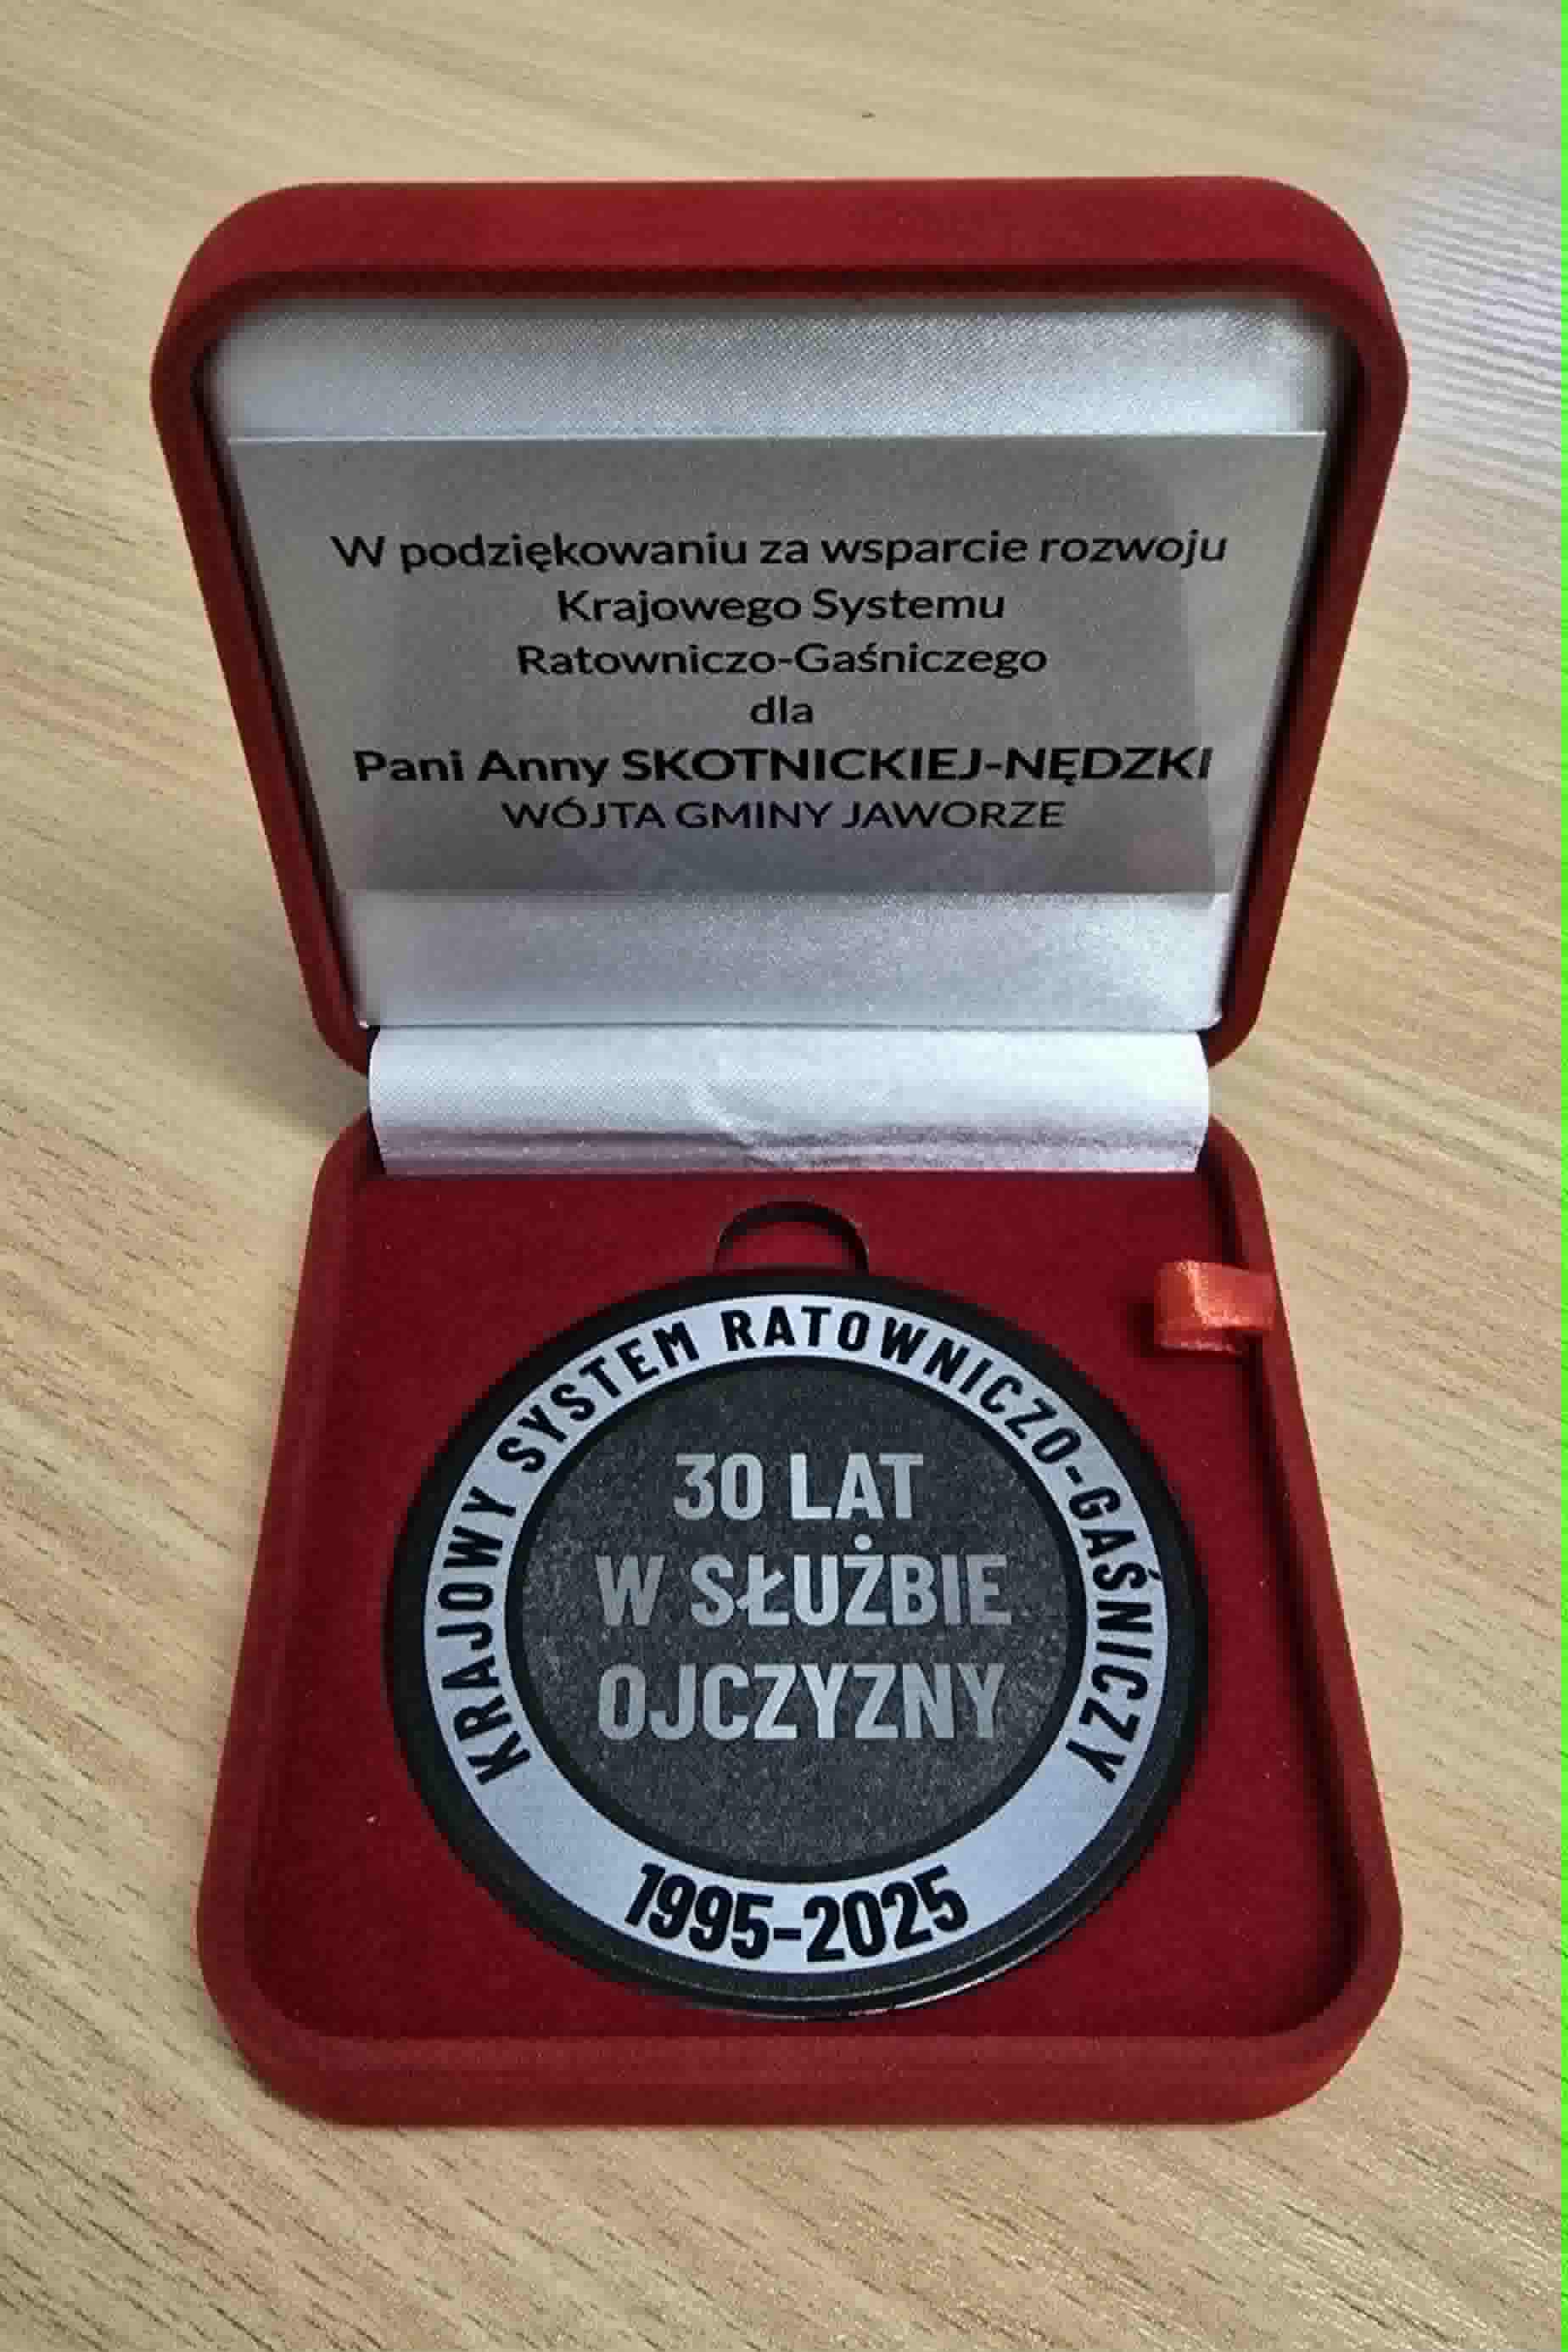 W podziękowaniu za wsparcie rozwoju
Krajowego Systemu
Ratowniczo-Gaśniczego
dla
Pani Anny SKOTNICKIEJ-NĘDZKI
WÓJTA GMINY JAWORZE
KRAJOWY SYSTEM RATOWNICZO-GAŚNICZY
30 LAT
W SŁUŻBIE
OJCZYZNY
1995-2025